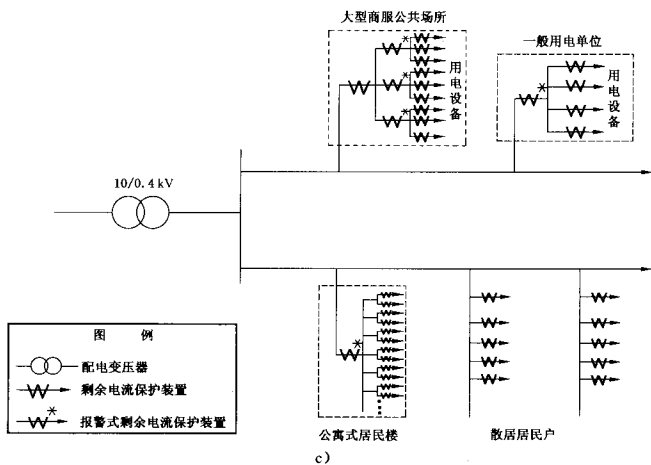 大型商服公共场所
一般用电单位
用电设备
用电设备
10/0.4 kV
图 例
配电变压器
剩余电流保护装置
报警式剩余电流保护装置
公寓式居民楼
散居居民户
c）